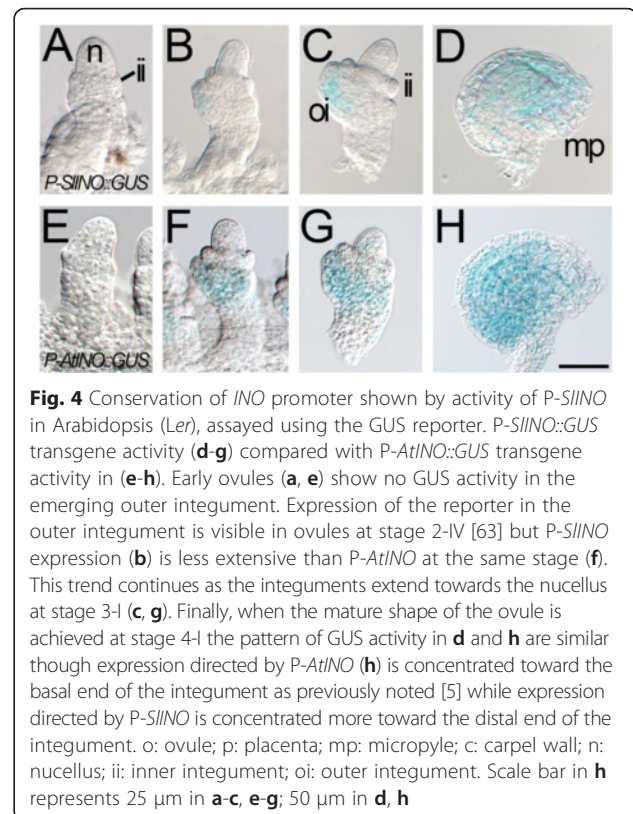 A
n
ii
P-SlINO::GUS
B
C
oi
ii
D
mp
E
P-AtINO::GUS
F
G
H
Fig. 4 Conservation of INO promoter shown by activity of P-SlINO
in Arabidopsis (Ler), assayed using the GUS reporter. P-SlINO::GUS
transgene activity (d-g) compared with P-AtINO::GUS transgene
activity in (e-h). Early ovules (a, e) show no GUS activity in the
emerging outer integument. Expression of the reporter in the
outer integument is visible in ovules at stage 2-IV [63] but P-SlINO
expression (b) is less extensive than P-AtINO at the same stage (f).
This trend continues as the integuments extend towards the nucellus
at stage 3-I (c, g). Finally, when the mature shape of the ovule is
achieved at stage 4-I the pattern of GUS activity in d and h are similar
though expression directed by P-AtINO (h) is concentrated toward the
basal end of the integument as previously noted [5] while expression
directed by P-SlINO is concentrated more toward the distal end of the
integument. o: ovule; p: placenta; mp: micropyle; c: carpel wall; n:
nucellus; ii: inner integument; oi: outer integument. Scale bar in h
represents 25 μm in a-c, e-g; 50 μm in d, h